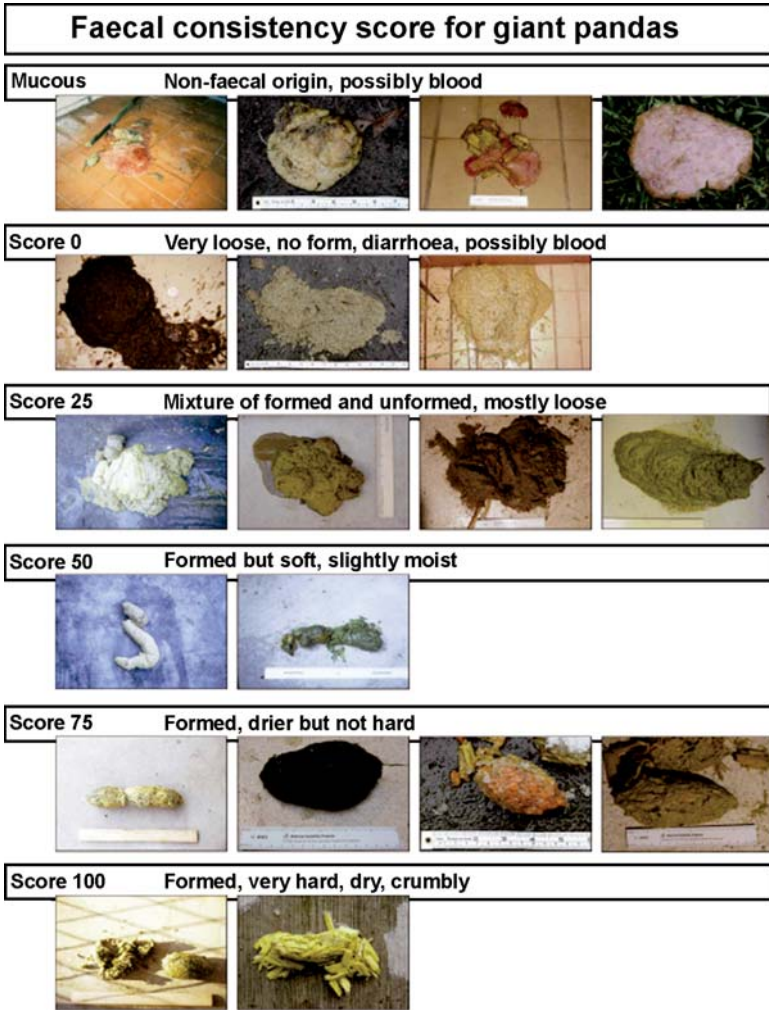 Faecal consistency score for giant pandas
Mucous Non-faecal origin, possibly blood
Score 0 Very loose, no form, diarrhoea, possibly blood
Score 25 Mixture of formed and unformed, mostly loose
Score 50 Formed but soft, slightly moist
Score 75 Formed, drier but not hard
Score 100 Formed, very hard, dry, crumbly